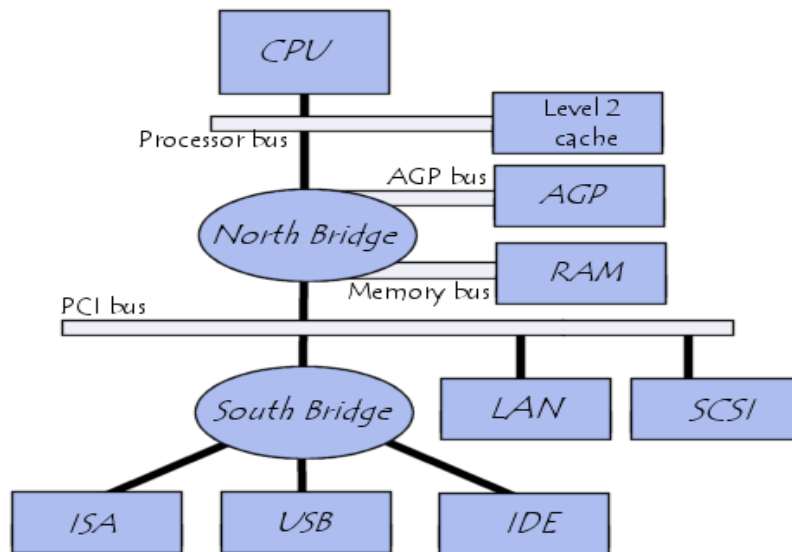 CPU
Level 2
cache
Processor bus
AGP bus
AGP
North Bridge
RAM
Memory bus
PCI bus
South Bridge
LAN
SCSI
ISA
USB
IDE